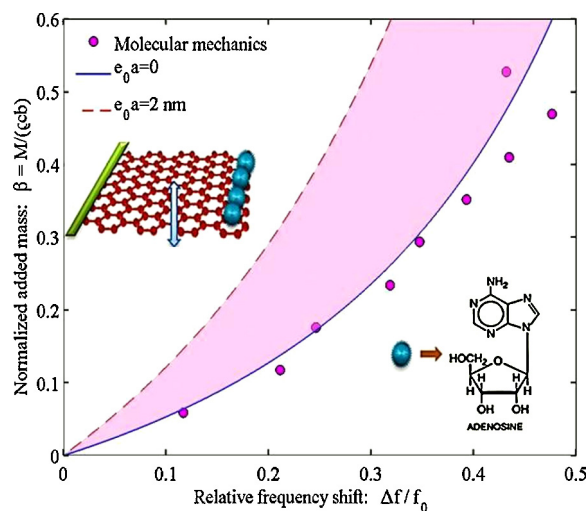 0.6
0.5
0.4
0.3
0.2
0.1
0
Normalized added mass: β = M/(ςcb)
Molecular mechanics
e₀a=0
e₀a=2 nm
NH₂
N
N
N
N
N
HOCH₂
O
H
H
H
H
OH
OH
ADENOSINE
0
0.1
0.2
0.3
0.4
0.5
Relative frequency shift: Δf / f₀